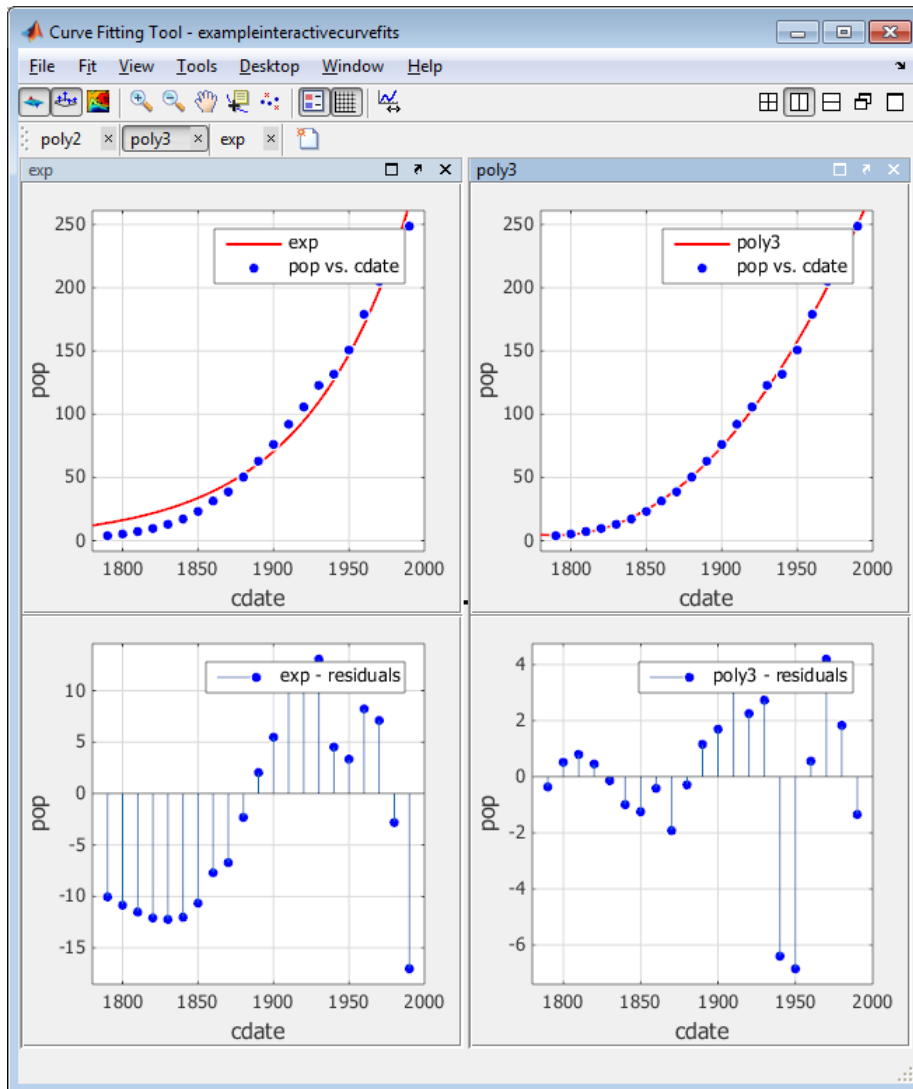 Curve Fitting Tool - exampleinteractivecurvefits
File Fit View Tools Desktop Window Help
poly2 poly3 exp
exp
250
200
150
100
50
0
pop
exp
pop vs. cdate
1800 1850 1900 1950 2000
cdate
poly3
250
200
150
100
50
0
pop
poly3
pop vs. cdate
1800 1850 1900 1950 2000
cdate
10
5
0
-5
-10
-15
pop
exp - residuals
1800 1850 1900 1950 2000
cdate
4
2
0
-2
-4
-6
pop
poly3 - residuals
1800 1850 1900 1950 2000
cdate